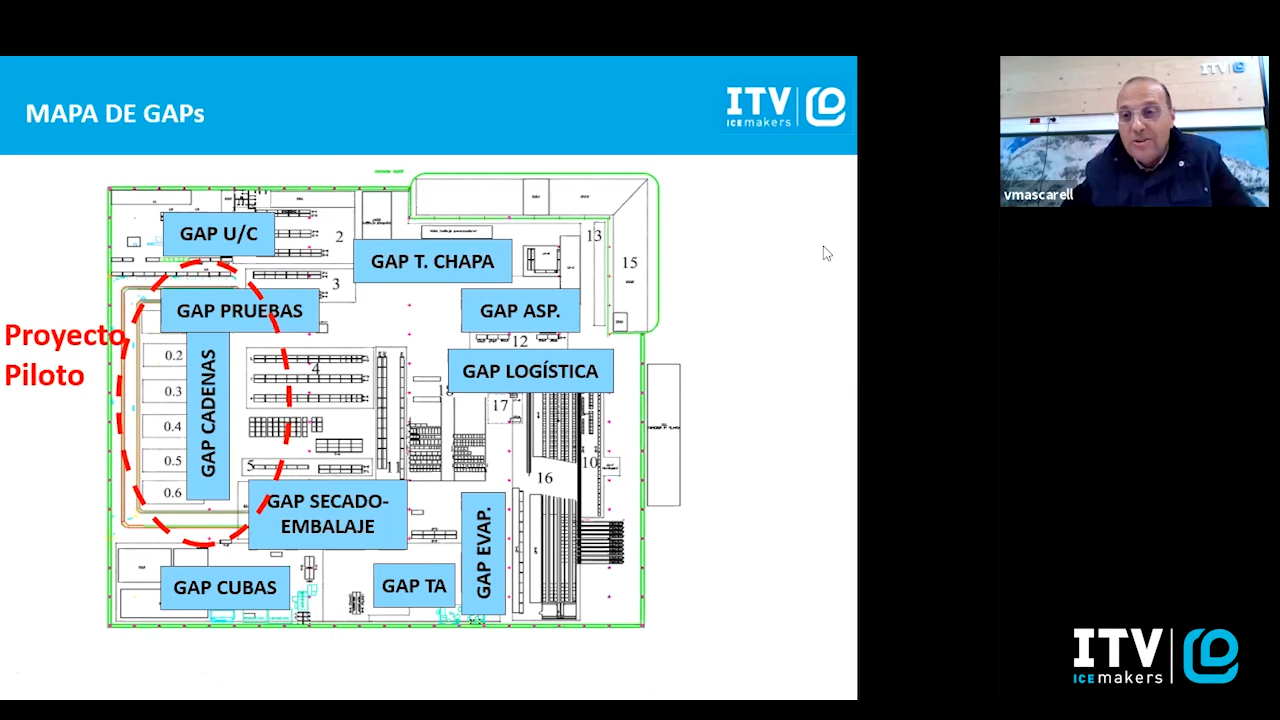 MAPA DE GAPs
ITV
ICE makers
ITV
vmascarell
GAP U/C
2
GAP T. CHAPA
13
15
3
GAP PRUEBAS
GAP ASP.
Proyecto
Piloto
12
0.2
4
GAP LOGÍSTICA
0.3
GAP CADENAS
17
0.4
0.5
5
11
10
16
0.6
GAP SECADO-
EMBALAJE
GAP EVAP.
GAP CUBAS
GAP TA
ITV
ICE makers